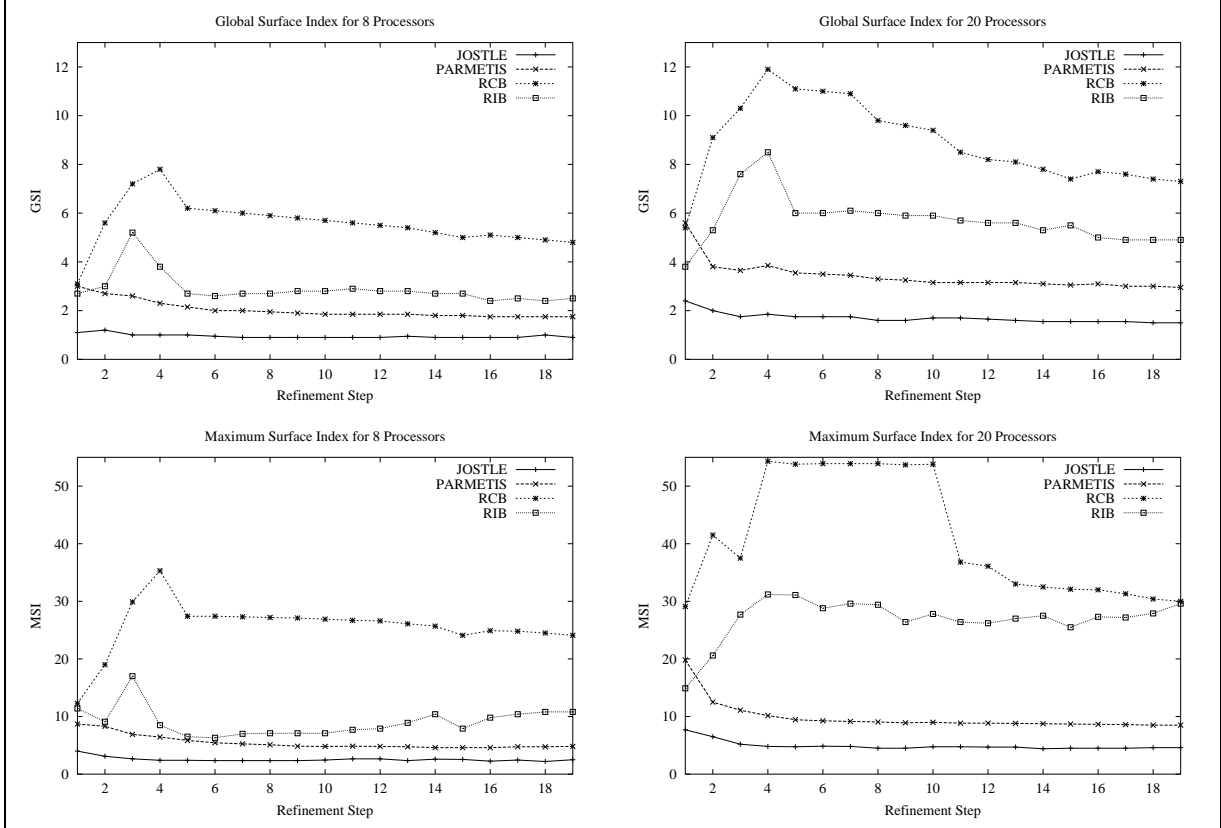 Global Surface Index for 8 Processors
GSI
12
10
8
6
4
2
0
JOSTLE
PARMETIS
RCB
RIB
2 4 6 8 10 12 14 16 18
Refinement Step
Global Surface Index for 20 Processors
GSI
12
10
8
6
4
2
0
JOSTLE
PARMETIS
RCB
RIB
2 4 6 8 10 12 14 16 18
Refinement Step
Maximum Surface Index for 8 Processors
MSI
50
40
30
20
10
0
JOSTLE
PARMETIS
RCB
RIB
2 4 6 8 10 12 14 16 18
Refinement Step
Maximum Surface Index for 20 Processors
MSI
50
40
30
20
10
0
JOSTLE
PARMETIS
RCB
RIB
2 4 6 8 10 12 14 16 18
Refinement Step